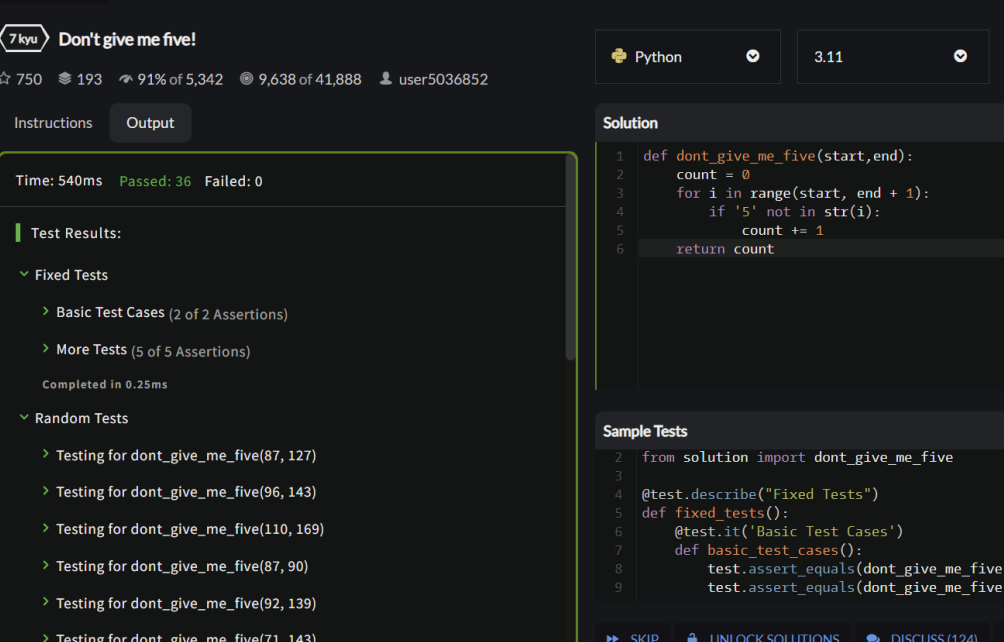 7 kyu Don't give me five!
750 193 91% of 5,342 9,638 of 41,888 user5036852
Instructions Output
Time: 540ms Passed: 36 Failed: 0
Test Results:
Fixed Tests
Basic Test Cases (2 of 2 Assertions)
More Tests (5 of 5 Assertions)
Completed in 0.25ms
Random Tests
Testing for dont_give_me_five(87, 127)
Testing for dont_give_me_five(96, 143)
Testing for dont_give_me_five(110, 169)
Testing for dont_give_me_five(87, 90)
Testing for dont_give_me_five(92, 139)
Testing for dont_give_me_five(71, 143)
Python 3.11
Solution
1 def dont_give_me_five(start,end):
2 count = 0
3 for i in range(start, end + 1):
4 if '5' not in str(i):
5 count += 1
6 return count
Sample Tests
2 from solution import dont_give_me_five
3
4 @test.describe("Fixed Tests")
5 def fixed_tests():
6 @test.it('Basic Test Cases')
7 def basic_test_cases():
8 test.assert_equals(dont_give_me_five
9 test.assert_equals(dont_give_me_five
SKIP UNLOCK SOLUTIONS DISCUSS (124)